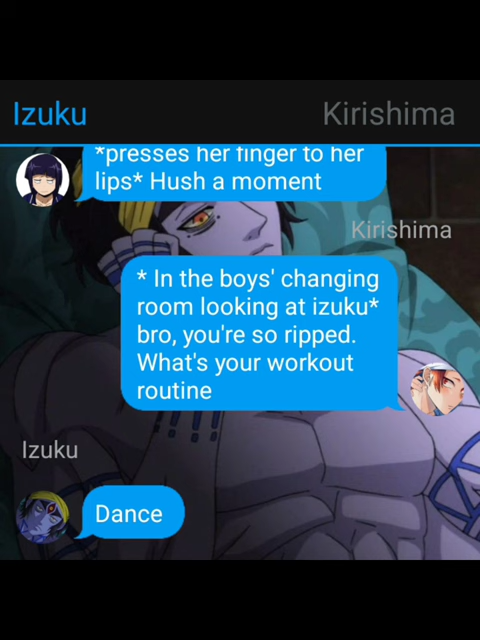 Izuku
Kirishima
*presses her finger to her
lips* Hush a moment
Kirishima
* In the boys' changing
room looking at izuku*
bro, you're so ripped.
What's your workout
routine
Izuku
Dance